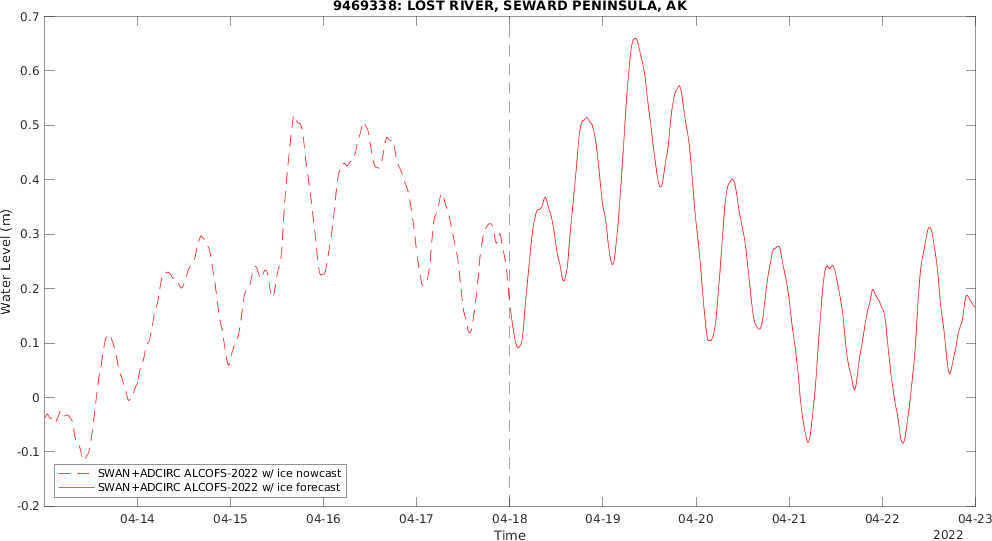 9469338: LOST RIVER, SEWARD PENINSULA, AK
0.7
0.6
0.5
0.4
0.3
0.2
0.1
0
-0.1
-0.2
Water Level (m)
SWAN+ADCIRC ALCOFS-2022 w/ ice nowcast
SWAN+ADCIRC ALCOFS-2022 w/ ice forecast
04-14 04-15 04-16 04-17 04-18 04-19 04-20 04-21 04-22 04-23
Time
2022